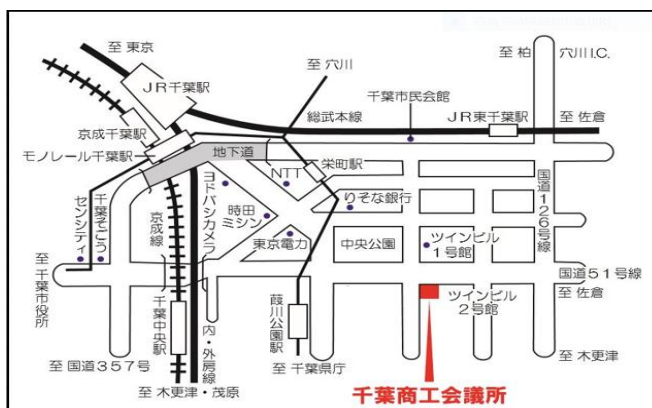 至 東京
至 柏
穴川I.C.
JR千葉駅
至 穴川
千葉市民会館
京成千葉駅
総武本線
JR東千葉駅
至 佐倉
モノレール千葉駅
地下道
栄町駅
NTT
国道126号線
ヨドバシカメラ
りそな銀行
千葉そごう
センシティ
京成線
時田
ミシン
東京電力
中央公園
ツインビル
1号館
至 千葉市役所
国道51号線
至 佐倉
千葉中央駅
内・外房線
葭川公園駅
ツインビル
2号館
至 国道357号
至 千葉県庁
至 木更津
至 木更津・茂原
千葉商工会議所